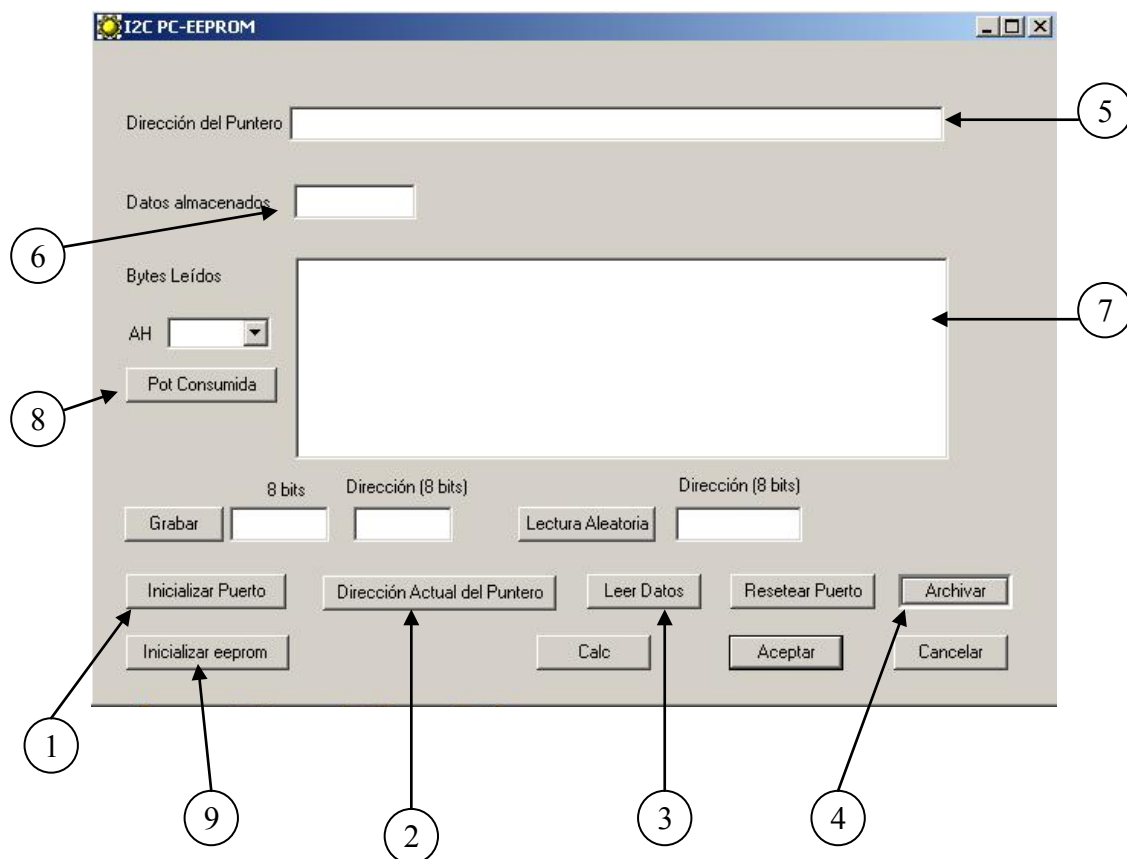 I2C PC-EEPROM
Dirección del Puntero
5
Datos almacenados
6
Bytes Leídos
7
AH
Pot Consumida
8
8 bits Dirección (8 bits) Dirección (8 bits)
Grabar Lectura Aleatoria
Inicializar Puerto Dirección Actual del Puntero Leer Datos Resetear Puerto Archivar
Inicializar eeprom Calc Aceptar Cancelar
1
9 2 3 4